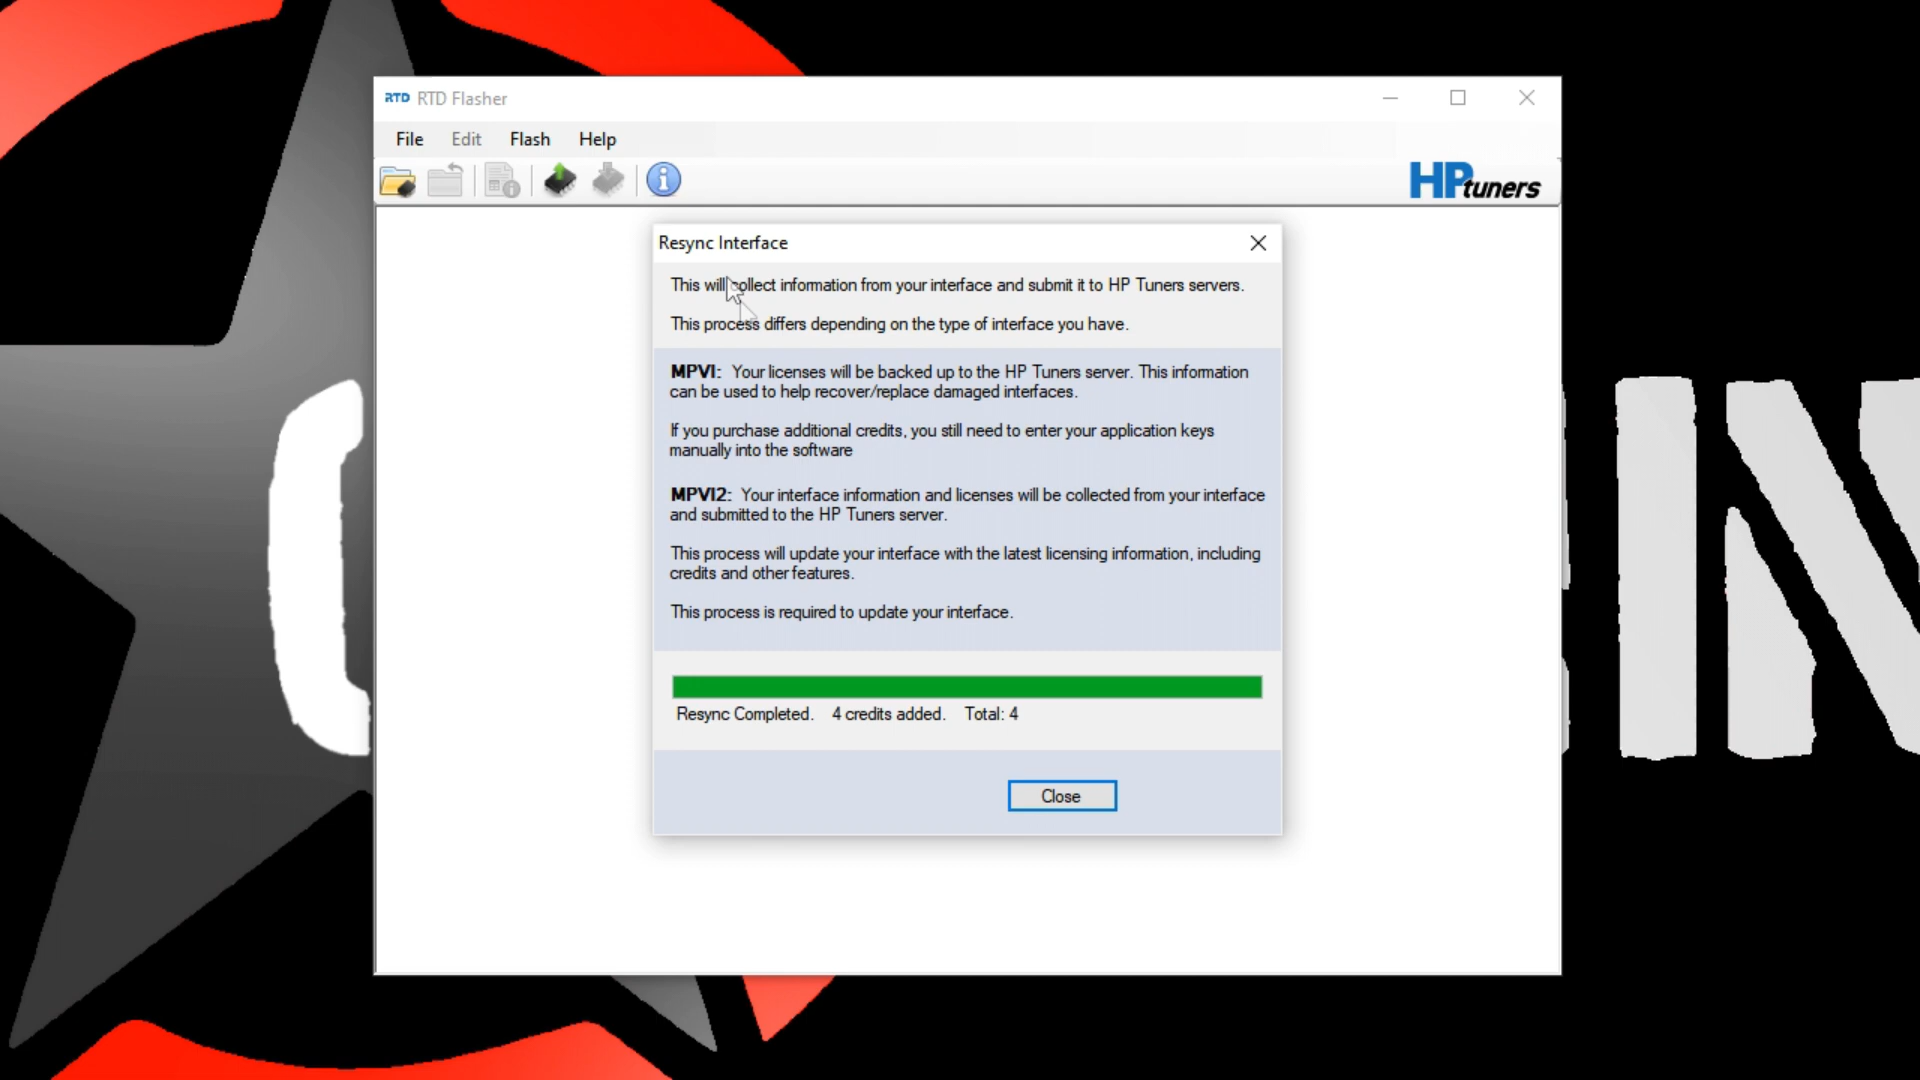 RTD RTD Flasher
File Edit Flash Help
HPtuners
Resync Interface
This will collect information from your interface and submit it to HP Tuners servers.
This process differs depending on the type of interface you have.
MPVI: Your licenses will be backed up to the HP Tuners server. This information
can be used to help recover/replace damaged interfaces.
If you purchase additional credits, you still need to enter your application keys
manually into the software
MPVI2: Your interface information and licenses will be collected from your interface
and submitted to the HP Tuners server.
This process will update your interface with the latest licensing information, including
credits and other features.
This process is required to update your interface.
Resync Completed. 4 credits added. Total: 4
Close